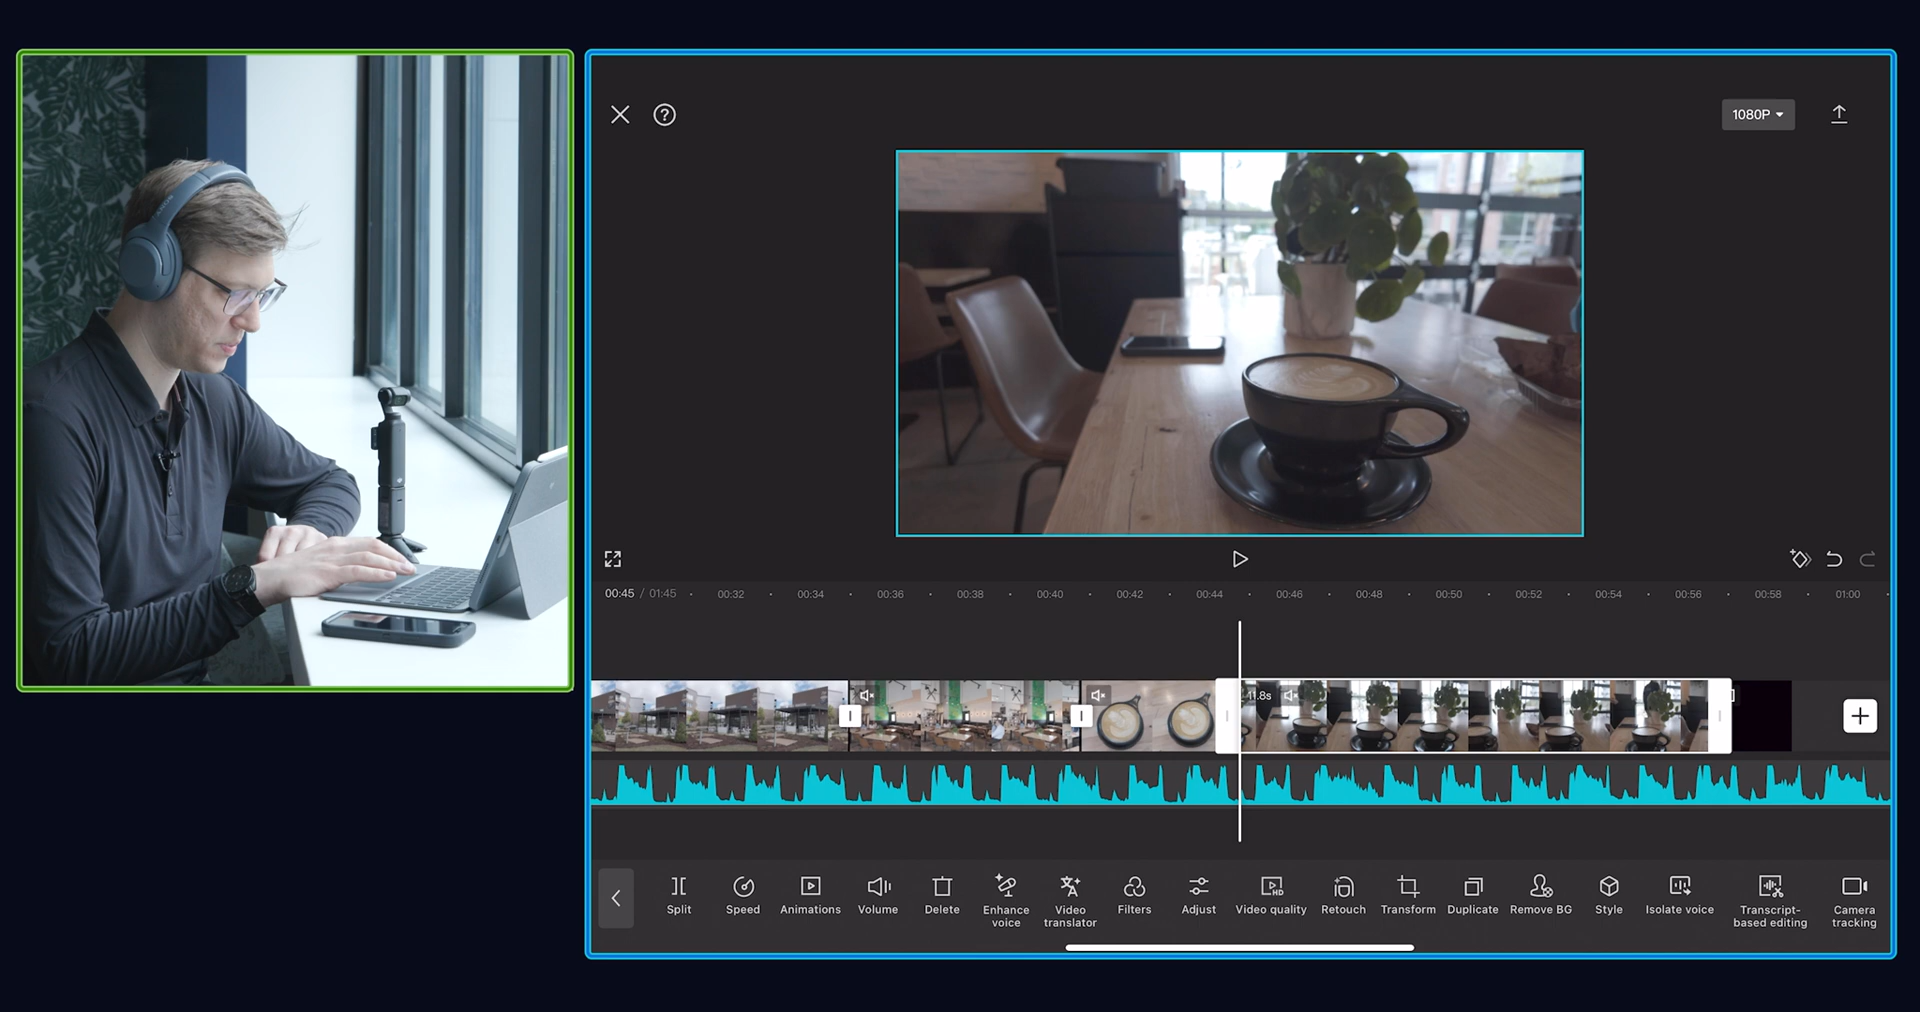 1080P
00:45 / 01:45
00:32
00:34
00:36
00:38
00:40
00:42
00:44
00:46
00:48
00:50
00:52
00:54
00:56
00:58
01:00
11.8s
Split
Speed
Animations
Volume
Delete
Enhance
voice
Video
translator
Filters
Adjust
HD
Video quality
Retouch
Transform
Duplicate
Remove BG
Style
Isolate voice
Transcript-
based editing
Camera
tracking
SONY